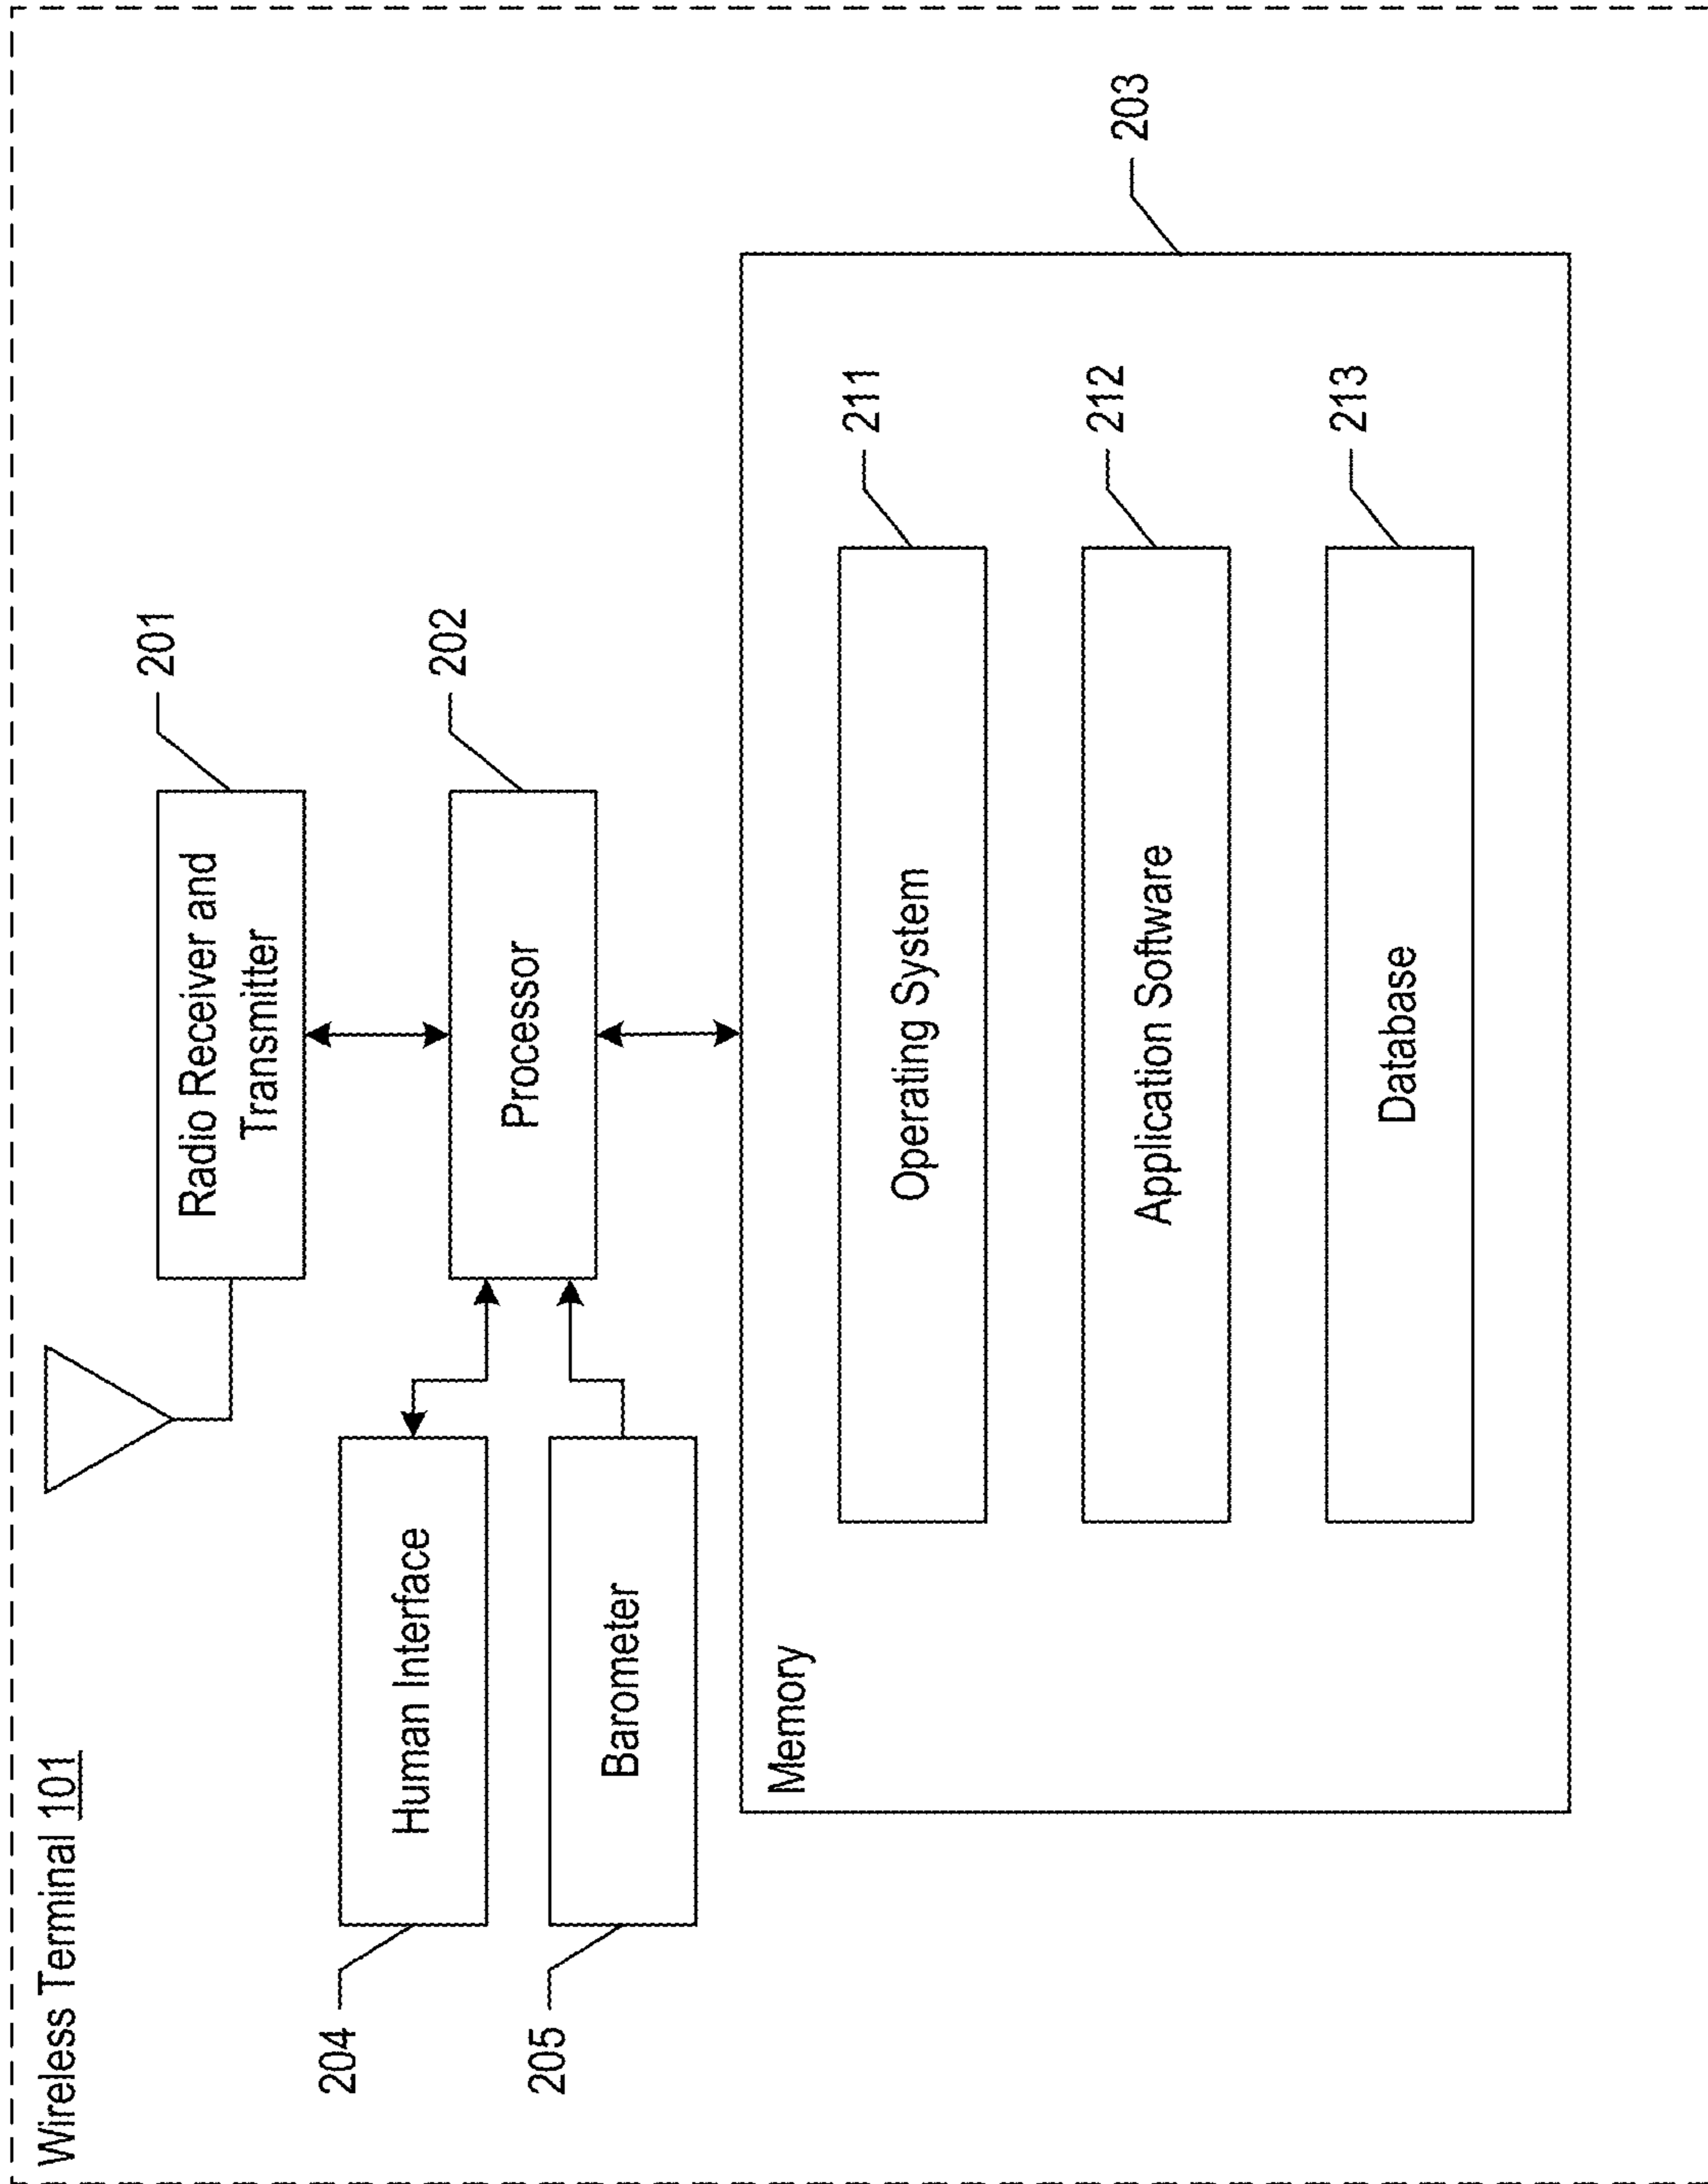 Wireless Terminal 101
Radio Receiver and
Transmitter
201
Human Interface
204
Processor
202
Barometer
205
Memory
203
Operating System
211
Application Software
212
Database
213